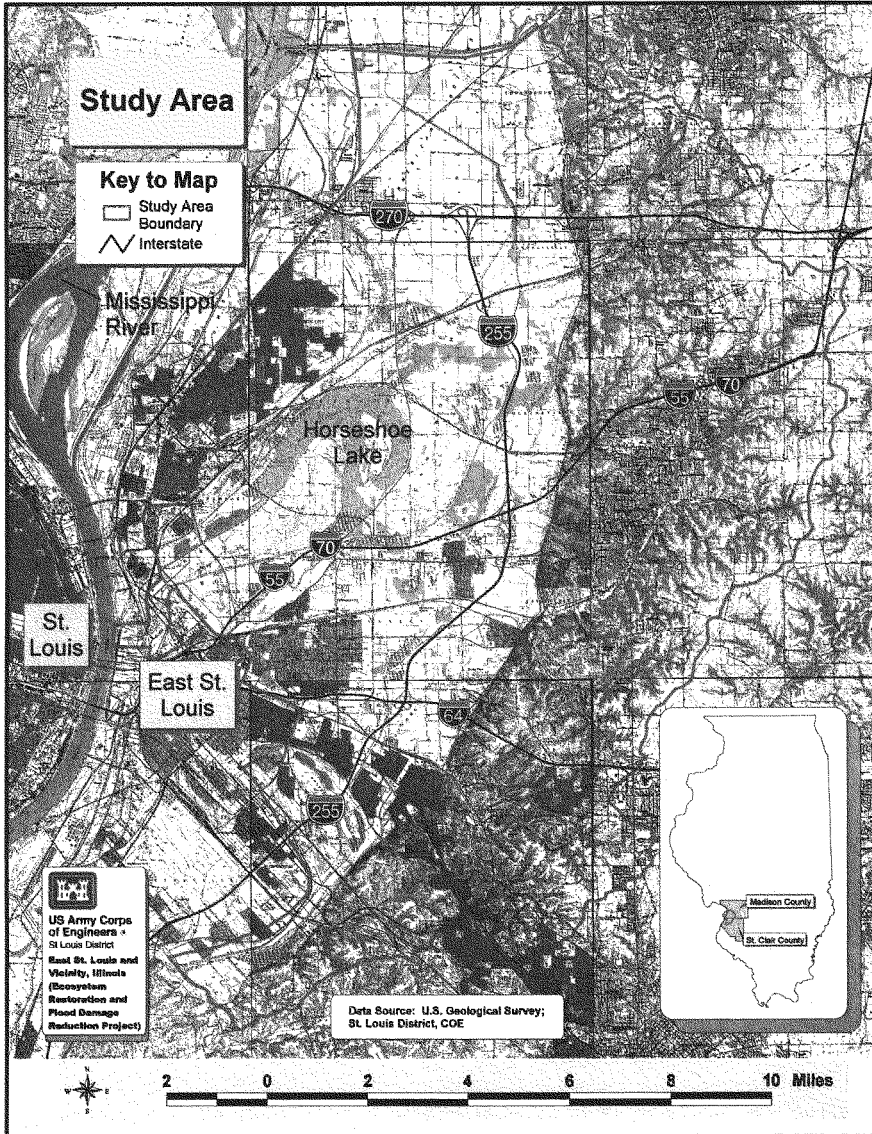 Study Area
Key to Map
Study Area
Boundary
Interstate
270
Mississippi
River
255
70
55
Horseshoe
Lake
70
55
St.
Louis
East St.
Louis
64
255
Madison County
St. Clair County
US Army Corps
of Engineers
St Louis District
East St. Louis and
Vicinity, Illinois
(Ecosystem
Restoration and
Flood Damage
Reduction Project)
Data Source: U.S. Geological Survey;
St. Louis District, COE
N
W E
S
2 0 2 4 6 8 10 Miles